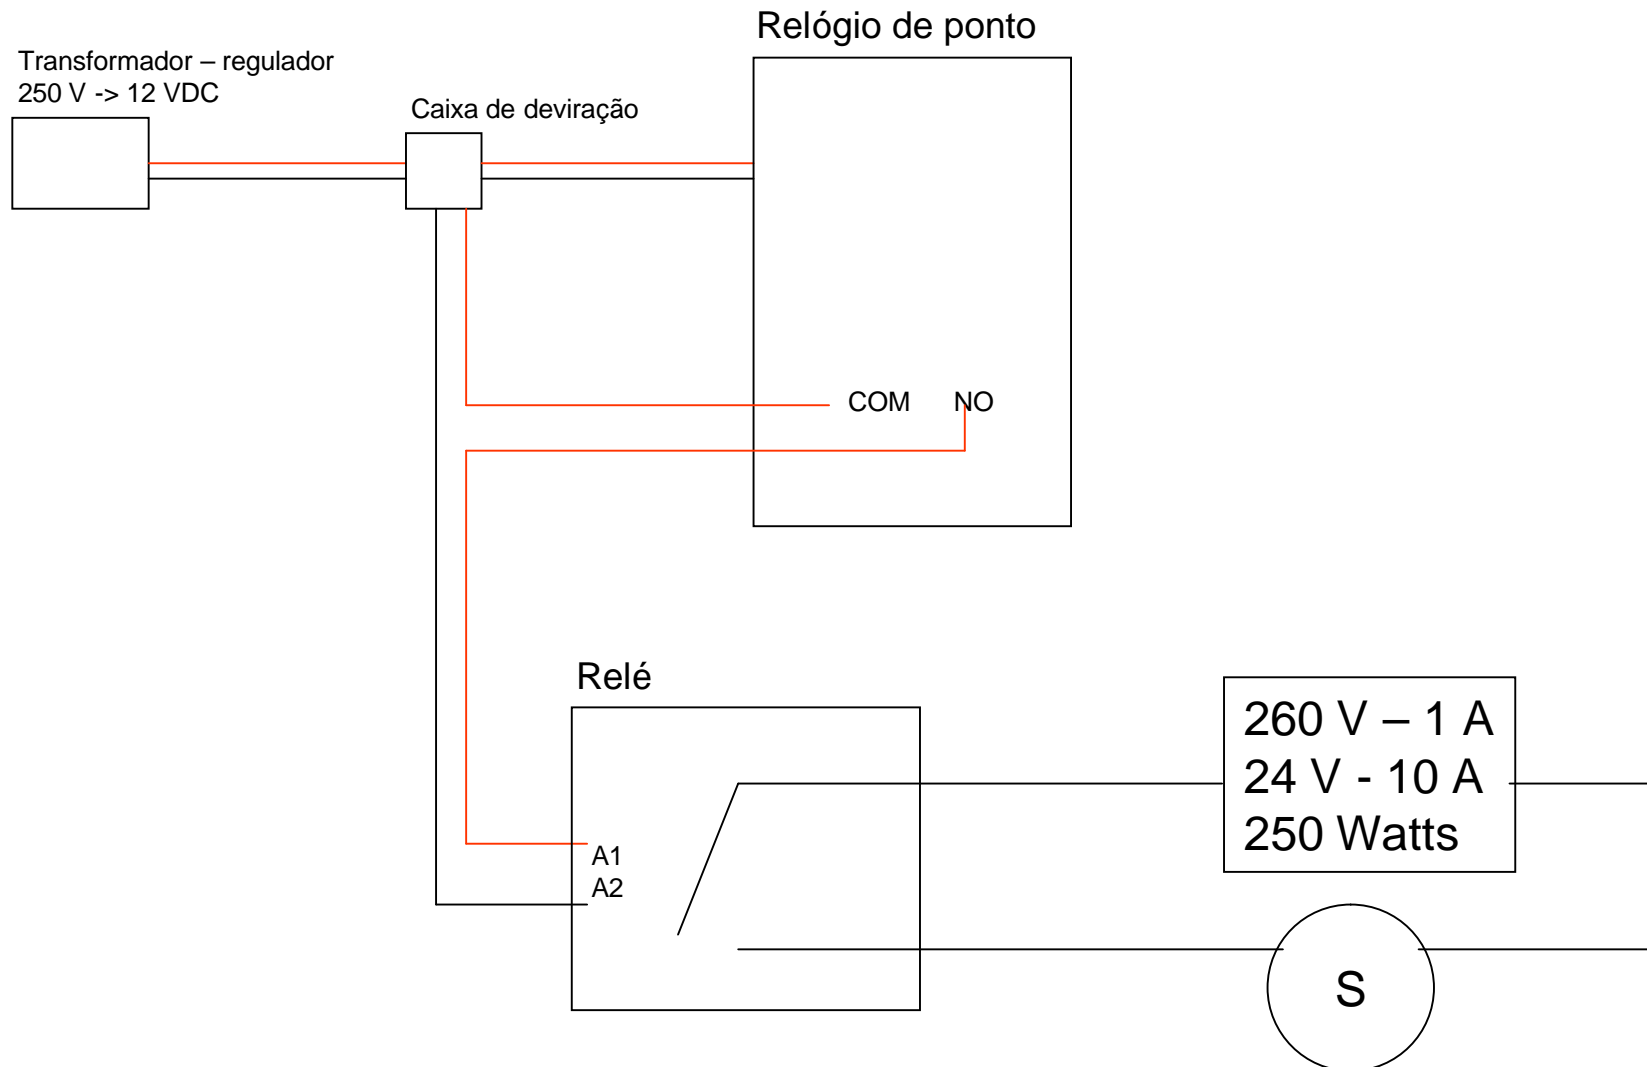 Relógio de ponto
Transformador – regulador
250 V -> 12 VDC
Caixa de deviração
COM
NO
Relé
A1
A2
260 V – 1 A
24 V - 10 A
250 Watts
S